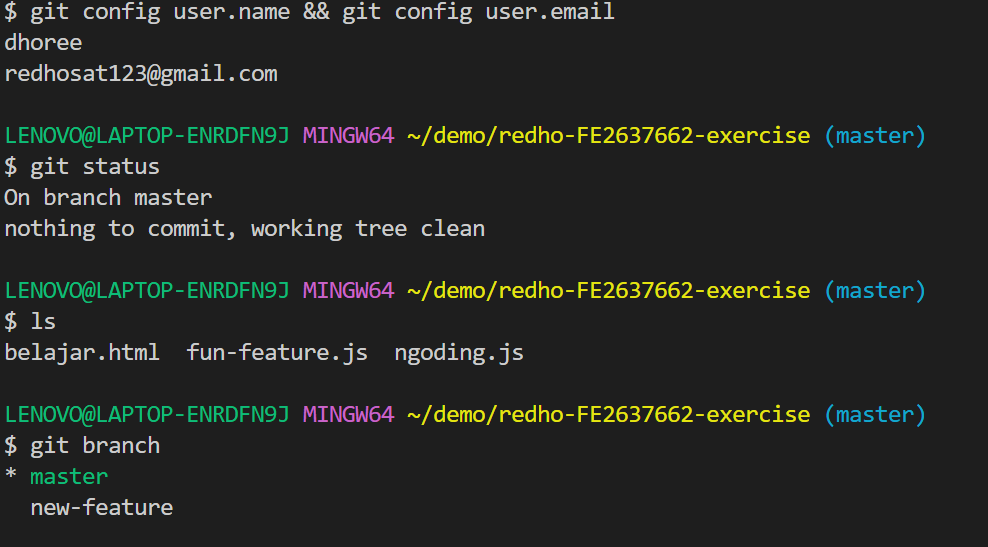 $ git config user.name && git config user.email
dhoree
redhosat123@gmail.com
LENOVO@LAPTOP-ENRDFN9J MINGW64 ~/demo/redho-FE2637662-exercise (master)
$ git status
On branch master
nothing to commit, working tree clean
LENOVO@LAPTOP-ENRDFN9J MINGW64 ~/demo/redho-FE2637662-exercise (master)
$ ls
belajar.html  fun-feature.js  ngoding.js
LENOVO@LAPTOP-ENRDFN9J MINGW64 ~/demo/redho-FE2637662-exercise (master)
$ git branch
* master
  new-feature